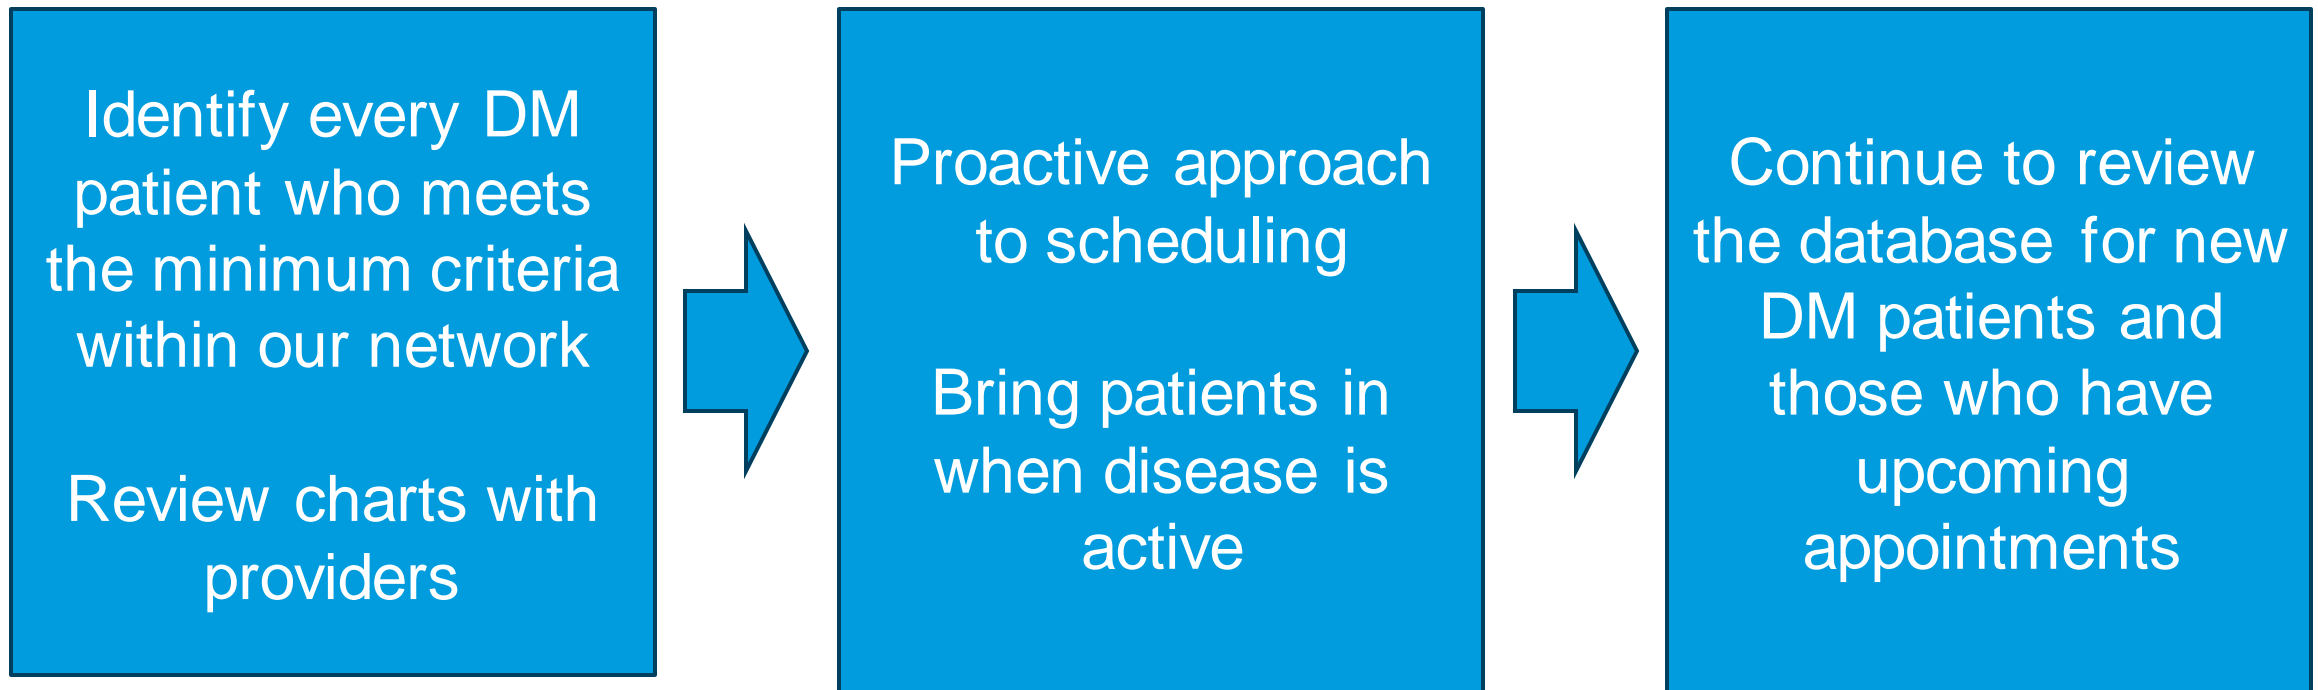 Identify every DM
patient who meets
the minimum criteria
within our network
Review charts with
providers
Proactive approach
to scheduling
Bring patients in
when disease is
active
Continue to review
the database for new
DM patients and
those who have
upcoming
appointments